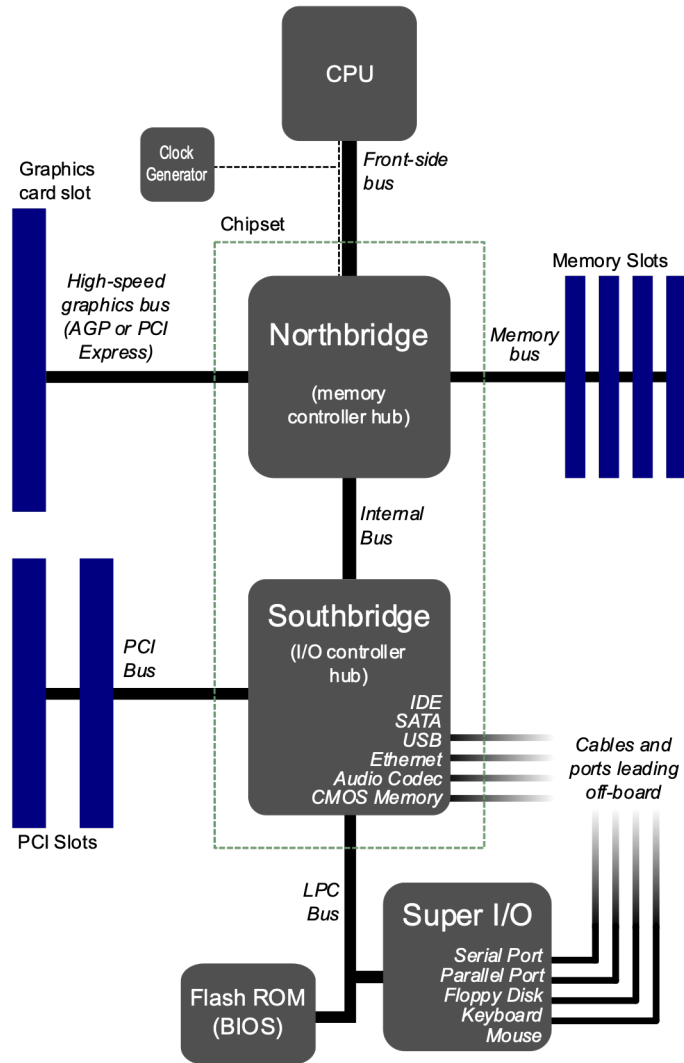 CPU
Clock
Generator
Front-side
bus
Graphics
card slot
Chipset
High-speed
graphics bus
(AGP or PCI
Express)
Northbridge
(memory
controller hub)
Memory
bus
Memory Slots
Internal
Bus
Southbridge
(I/O controller
hub)
PCI
Bus
IDE
SATA
USB
Ethernet
Audio Codec
CMOS Memory
Cables and
ports leading
off-board
PCI Slots
LPC
Bus
Super I/O
Serial Port
Parallel Port
Floppy Disk
Keyboard
Mouse
Flash ROM
(BIOS)